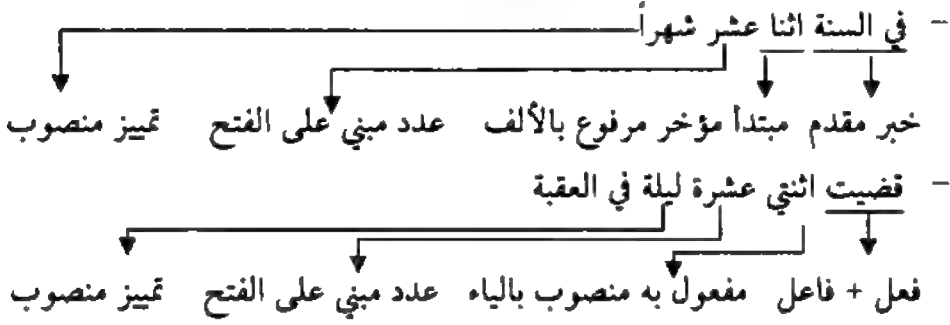 - في السنة اثنا عشر شهراً
خبر مقدم مبتدأ مؤخر مرفوع بالألف عدد مبني على الفتح تمييز منصوب
- قضيت اثنتي عشرة ليلة في العقبة
فعل + فاعل مفعول به منصوب بالياء عدد مبني على الفتح تمييز منصوب